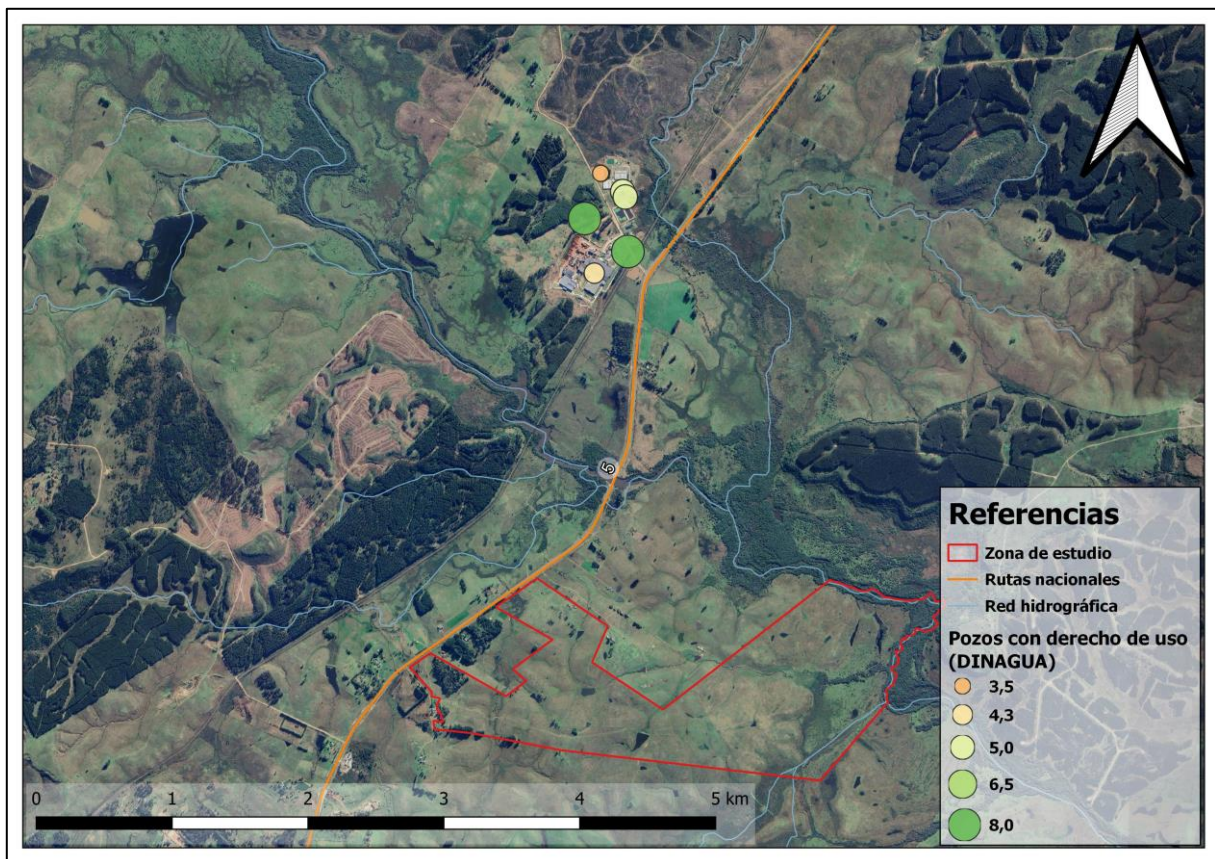 5
Referencias
Zona de estudio
Rutas nacionales
Red hidrográfica
Pozos con derecho de uso
(DINAGUA)
3,5
4,3
5,0
6,5
8,0
0 1 2 3 4 5 km